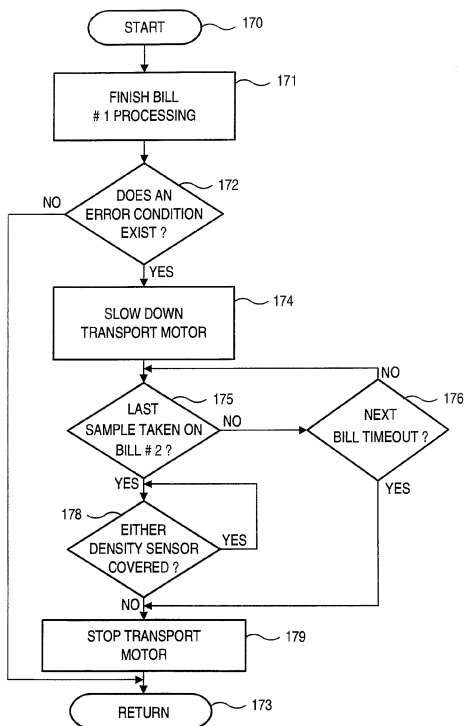 START
170
171
FINISH BILL
# 1 PROCESSING
172
NO
DOES AN
ERROR CONDITION
EXIST ?
YES
174
SLOW DOWN
TRANSPORT MOTOR
NO
175
176
LAST
SAMPLE TAKEN ON
BILL # 2 ?
NO
NEXT
BILL TIMEOUT ?
YES
YES
178
EITHER
DENSITY SENSOR
COVERED ?
YES
NO
STOP TRANSPORT
MOTOR
179
RETURN
173